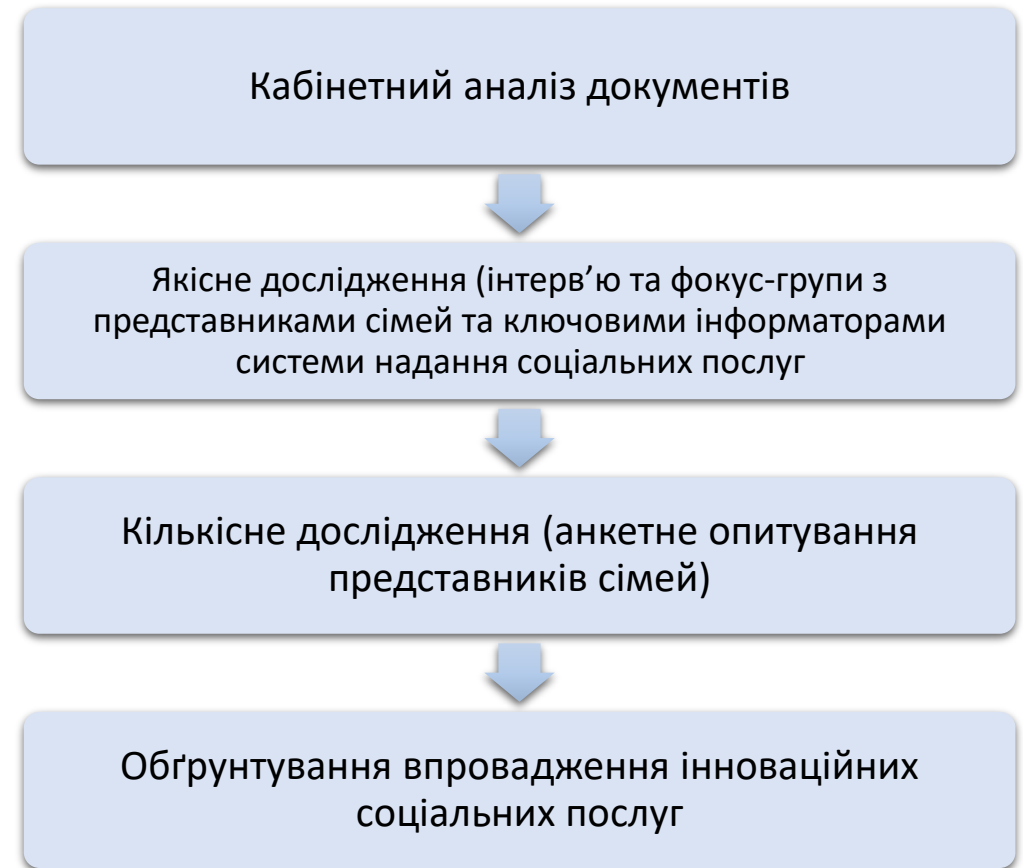 Кабінетний аналіз документів
Якісне дослідження (інтерв’ю та фокус-групи з
представниками сімей та ключовими інформаторами
системи надання соціальних послуг
Кількісне дослідження (анкетне опитування
представників сімей)
Обґрунтування впровадження інноваційних
соціальних послуг